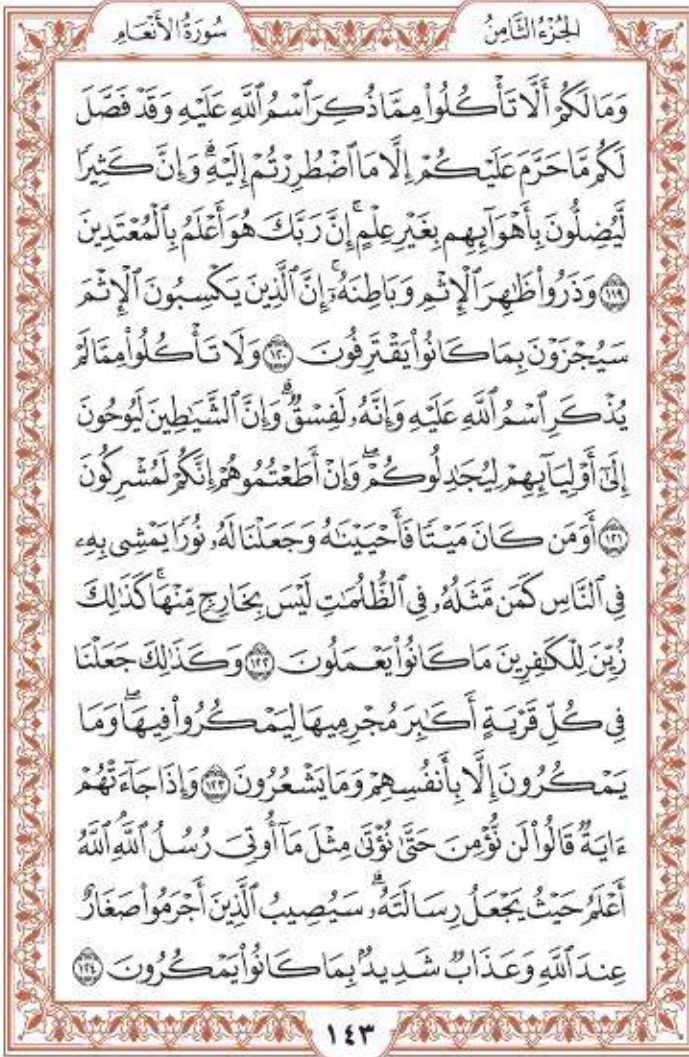 الجُزْءُ الثَّامِنُ
سُورَةُ الأَنْعَامِ
وَمَا لَكُمْ أَلَّا تَأْكُلُوا۟ مِمَّا ذُكِرَ ٱسْمُ ٱللَّهِ عَلَيْهِ وَقَدْ فَصَّلَ
لَكُم مَّا حَرَّمَ عَلَيْكُمْ إِلَّا مَا ٱضْطُرِرْتُمْ إِلَيْهِ ۗ وَإِنَّ كَثِيرًا
لَّيُضِلُّونَ بِأَهْوَآئِهِم بِغَيْرِ عِلْمٍ ۚ إِنَّ رَبَّكَ هُوَ أَعْلَمُ بِٱلْمُعْتَدِينَ
﴿١١٩﴾ وَذَرُوا۟ ظَٰهِرَ ٱلْإِثْمِ وَبَاطِنَهُۥٓ ۚ إِنَّ ٱلَّذِينَ يَكْسِبُونَ ٱلْإِثْمَ
سَيُجْزَوْنَ بِمَا كَانُوا۟ يَقْتَرِفُونَ ﴿١٢٠﴾ وَلَا تَأْكُلُوا۟ مِمَّا لَمْ
يُذْكَرِ ٱسْمُ ٱللَّهِ عَلَيْهِ وَإِنَّهُۥ لَفِسْقٌ ۗ وَإِنَّ ٱلشَّيَٰطِينَ لَيُوحُونَ
إِلَىٰٓ أَوْلِيَآئِهِمْ لِيُجَٰدِلُوكُمْ ۖ وَإِنْ أَطَعْتُمُوهُمْ إِنَّكُمْ لَمُشْرِكُونَ
﴿١٢١﴾ أَوَمَن كَانَ مَيْتًا فَأَحْيَيْنَٰهُ وَجَعَلْنَا لَهُۥ نُورًا يَمْشِى بِهِۦ
فِى ٱلنَّاسِ كَمَن مَّثَلُهُۥ فِى ٱلظُّلُمَٰتِ لَيْسَ بِخَارِجٍ مِّنْهَا ۚ كَذَٰلِكَ
زُيِّنَ لِلْكَٰفِرِينَ مَا كَانُوا۟ يَعْمَلُونَ ﴿١٢٢﴾ وَكَذَٰلِكَ جَعَلْنَا
فِى كُلِّ قَرْيَةٍ أَكَٰبِرَ مُجْرِمِيهَا لِيَمْكُرُوا۟ فِيهَا ۖ وَمَا
يَمْكُرُونَ إِلَّا بِأَنفُسِهِمْ وَمَا يَشْعُرُونَ ﴿١٢٣﴾ وَإِذَا جَآءَتْهُمْ
ءَايَةٌ قَالُوا۟ لَن نُّؤْمِنَ حَتَّىٰ نُؤْتَىٰ مِثْلَ مَآ أُوتِىَ رُسُلُ ٱللَّهِ ۘ ٱللَّهُ
أَعْلَمُ حَيْثُ يَجْعَلُ رِسَالَتَهُۥ ۗ سَيُصِيبُ ٱلَّذِينَ أَجْرَمُوا۟ صَغَارٌ
عِندَ ٱللَّهِ وَعَذَابٌ شَدِيدٌۢ بِمَا كَانُوا۟ يَمْكُرُونَ ﴿١٢٤﴾
١٤٣